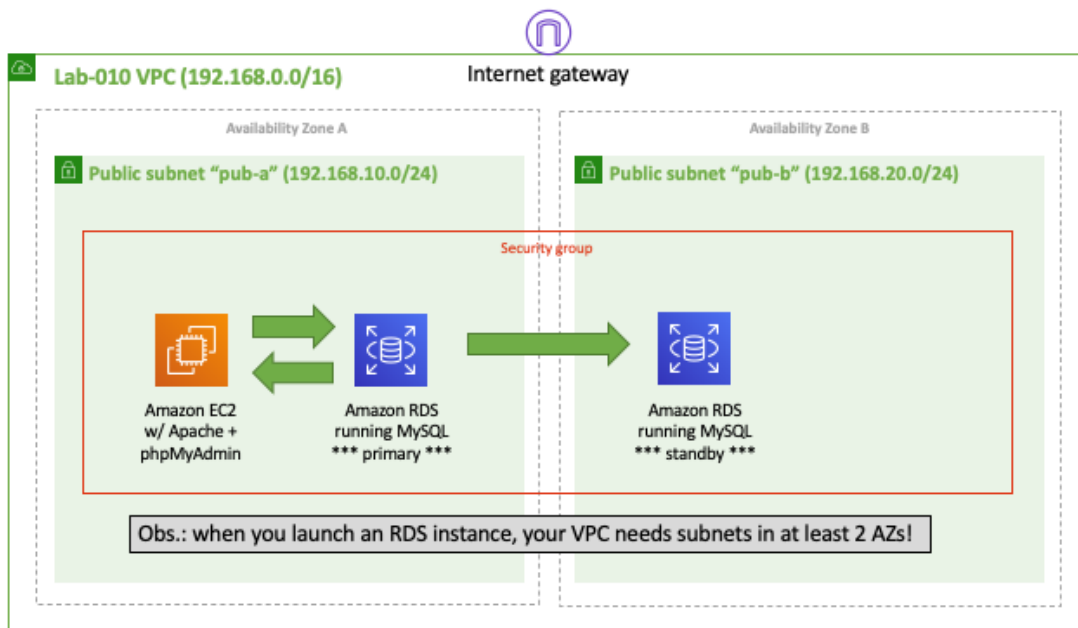 Internet gateway
Lab-010 VPC (192.168.0.0/16)
Availability Zone A
Availability Zone B
Public subnet “pub-a” (192.168.10.0/24)
Public subnet “pub-b” (192.168.20.0/24)
Security group
Amazon EC2
w/ Apache +
phpMyAdmin
Amazon RDS
running MySQL
*** primary ***
Amazon RDS
running MySQL
*** standby ***
Obs.: when you launch an RDS instance, your VPC needs subnets in at least 2 AZs!